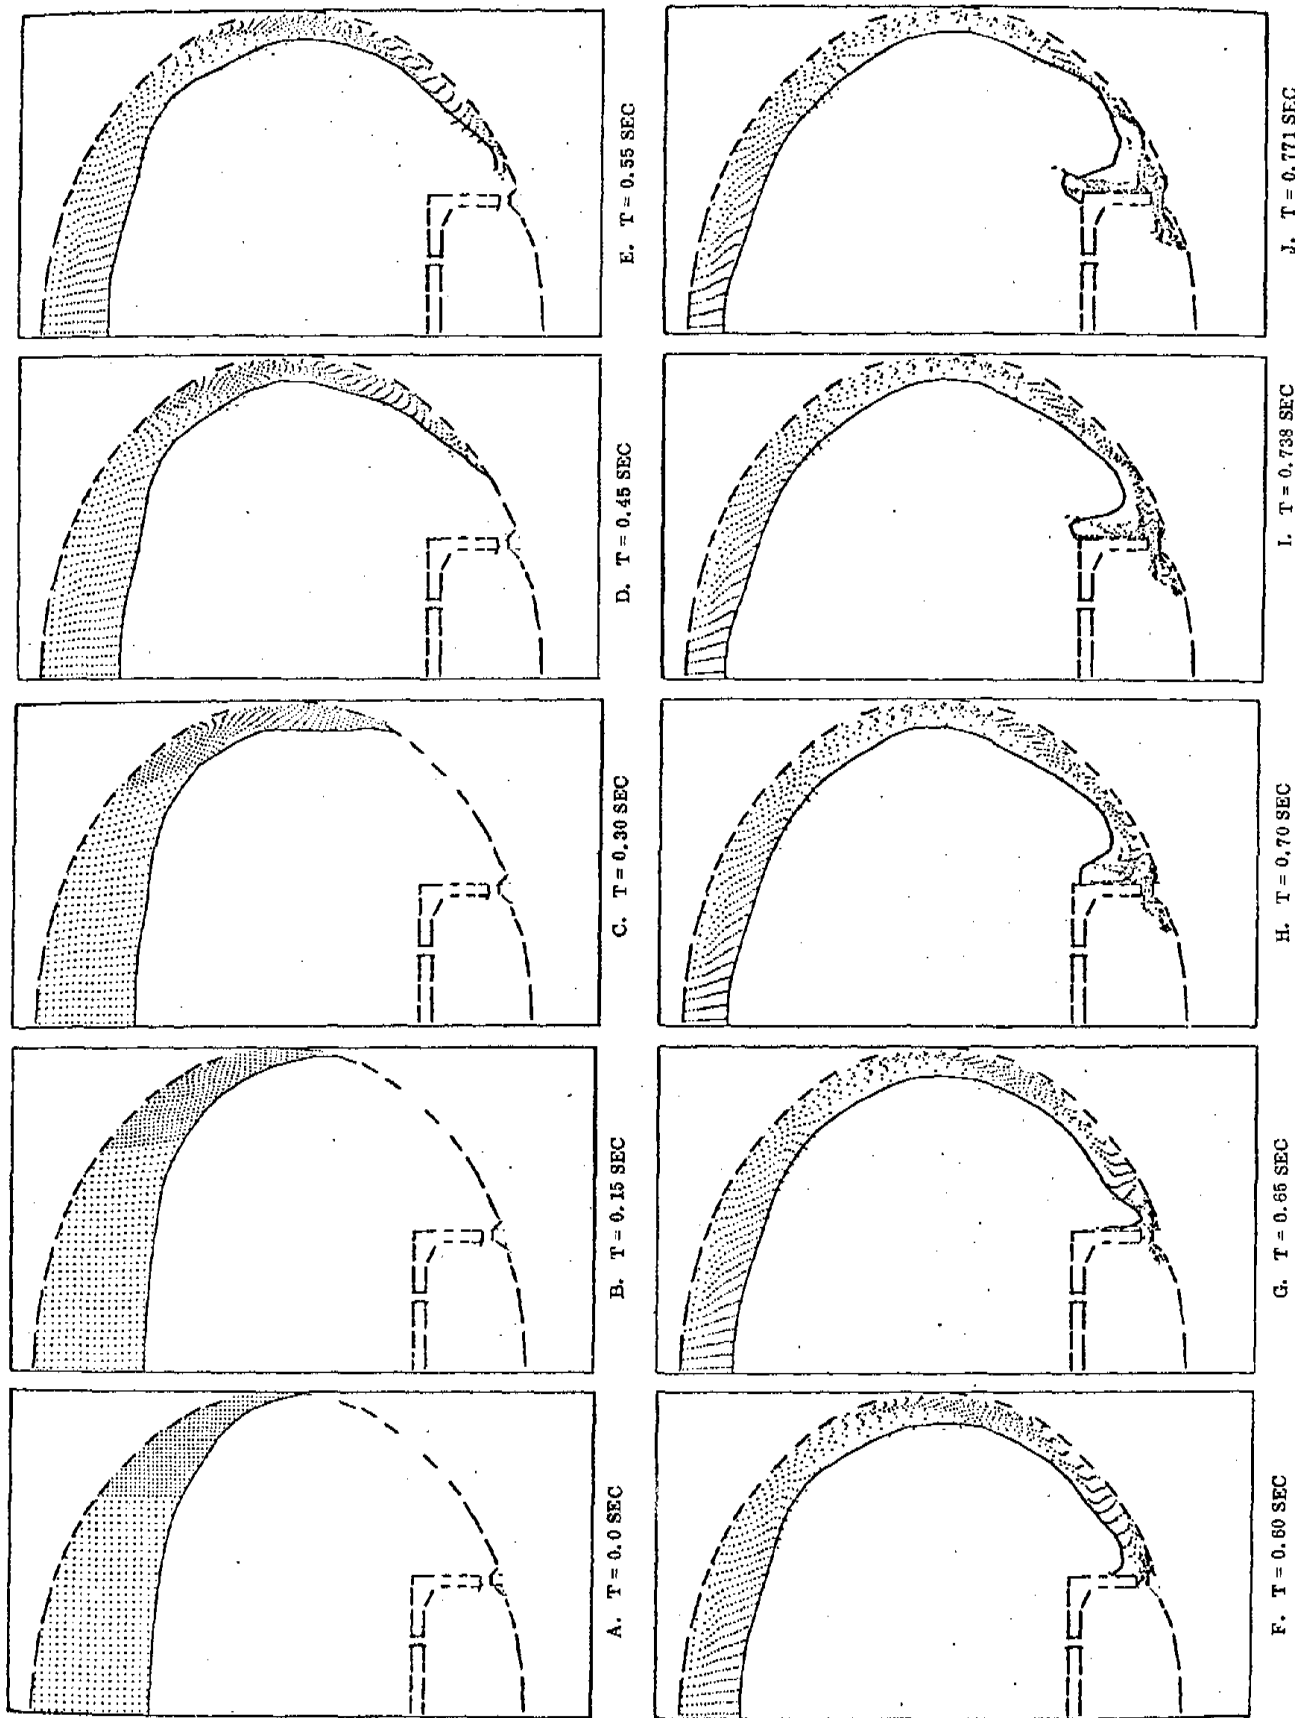 A. T = 0.0 SEC
B. T = 0.15 SEC
C. T = 0.30 SEC
D. T = 0.45 SEC
E. T = 0.55 SEC
F. T = 0.60 SEC
G. T = 0.65 SEC
H. T = 0.70 SEC
I. T = 0.738 SEC
J. T = 0.771 SEC